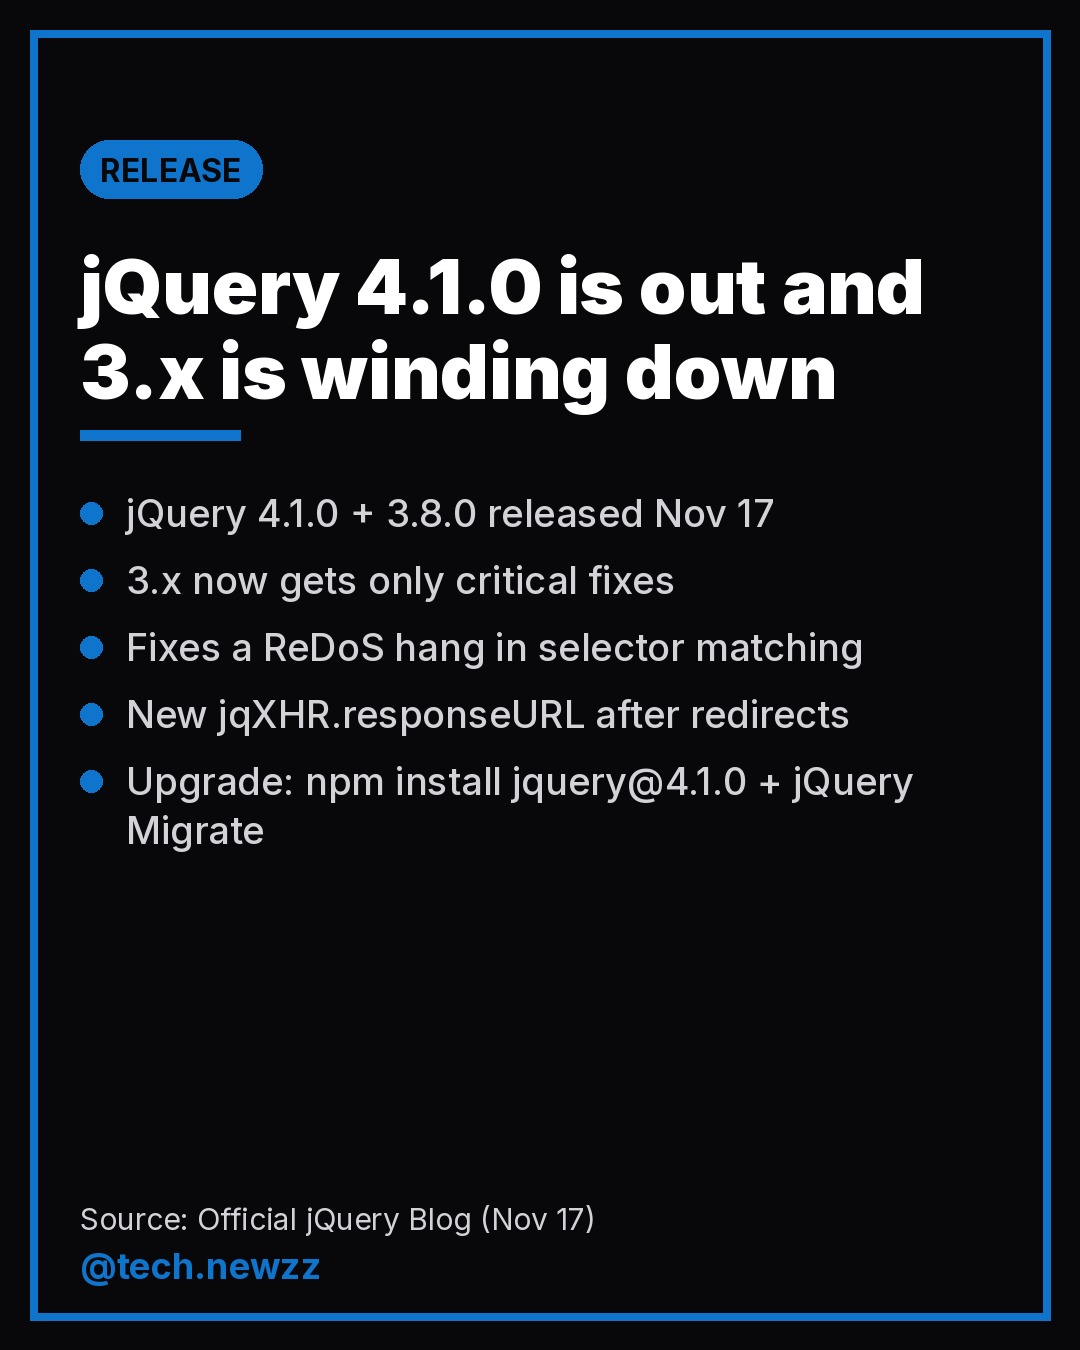 RELEASE
jQuery 4.1.0 is out and
3.x is winding down
jQuery 4.1.0 + 3.8.0 released Nov 17
3.x now gets only critical fixes
Fixes a ReDoS hang in selector matching
New jqXHR.responseURL after redirects
Upgrade: npm install jquery@4.1.0 + jQuery
Migrate
Source: Official jQuery Blog (Nov 17)
@tech.newzz